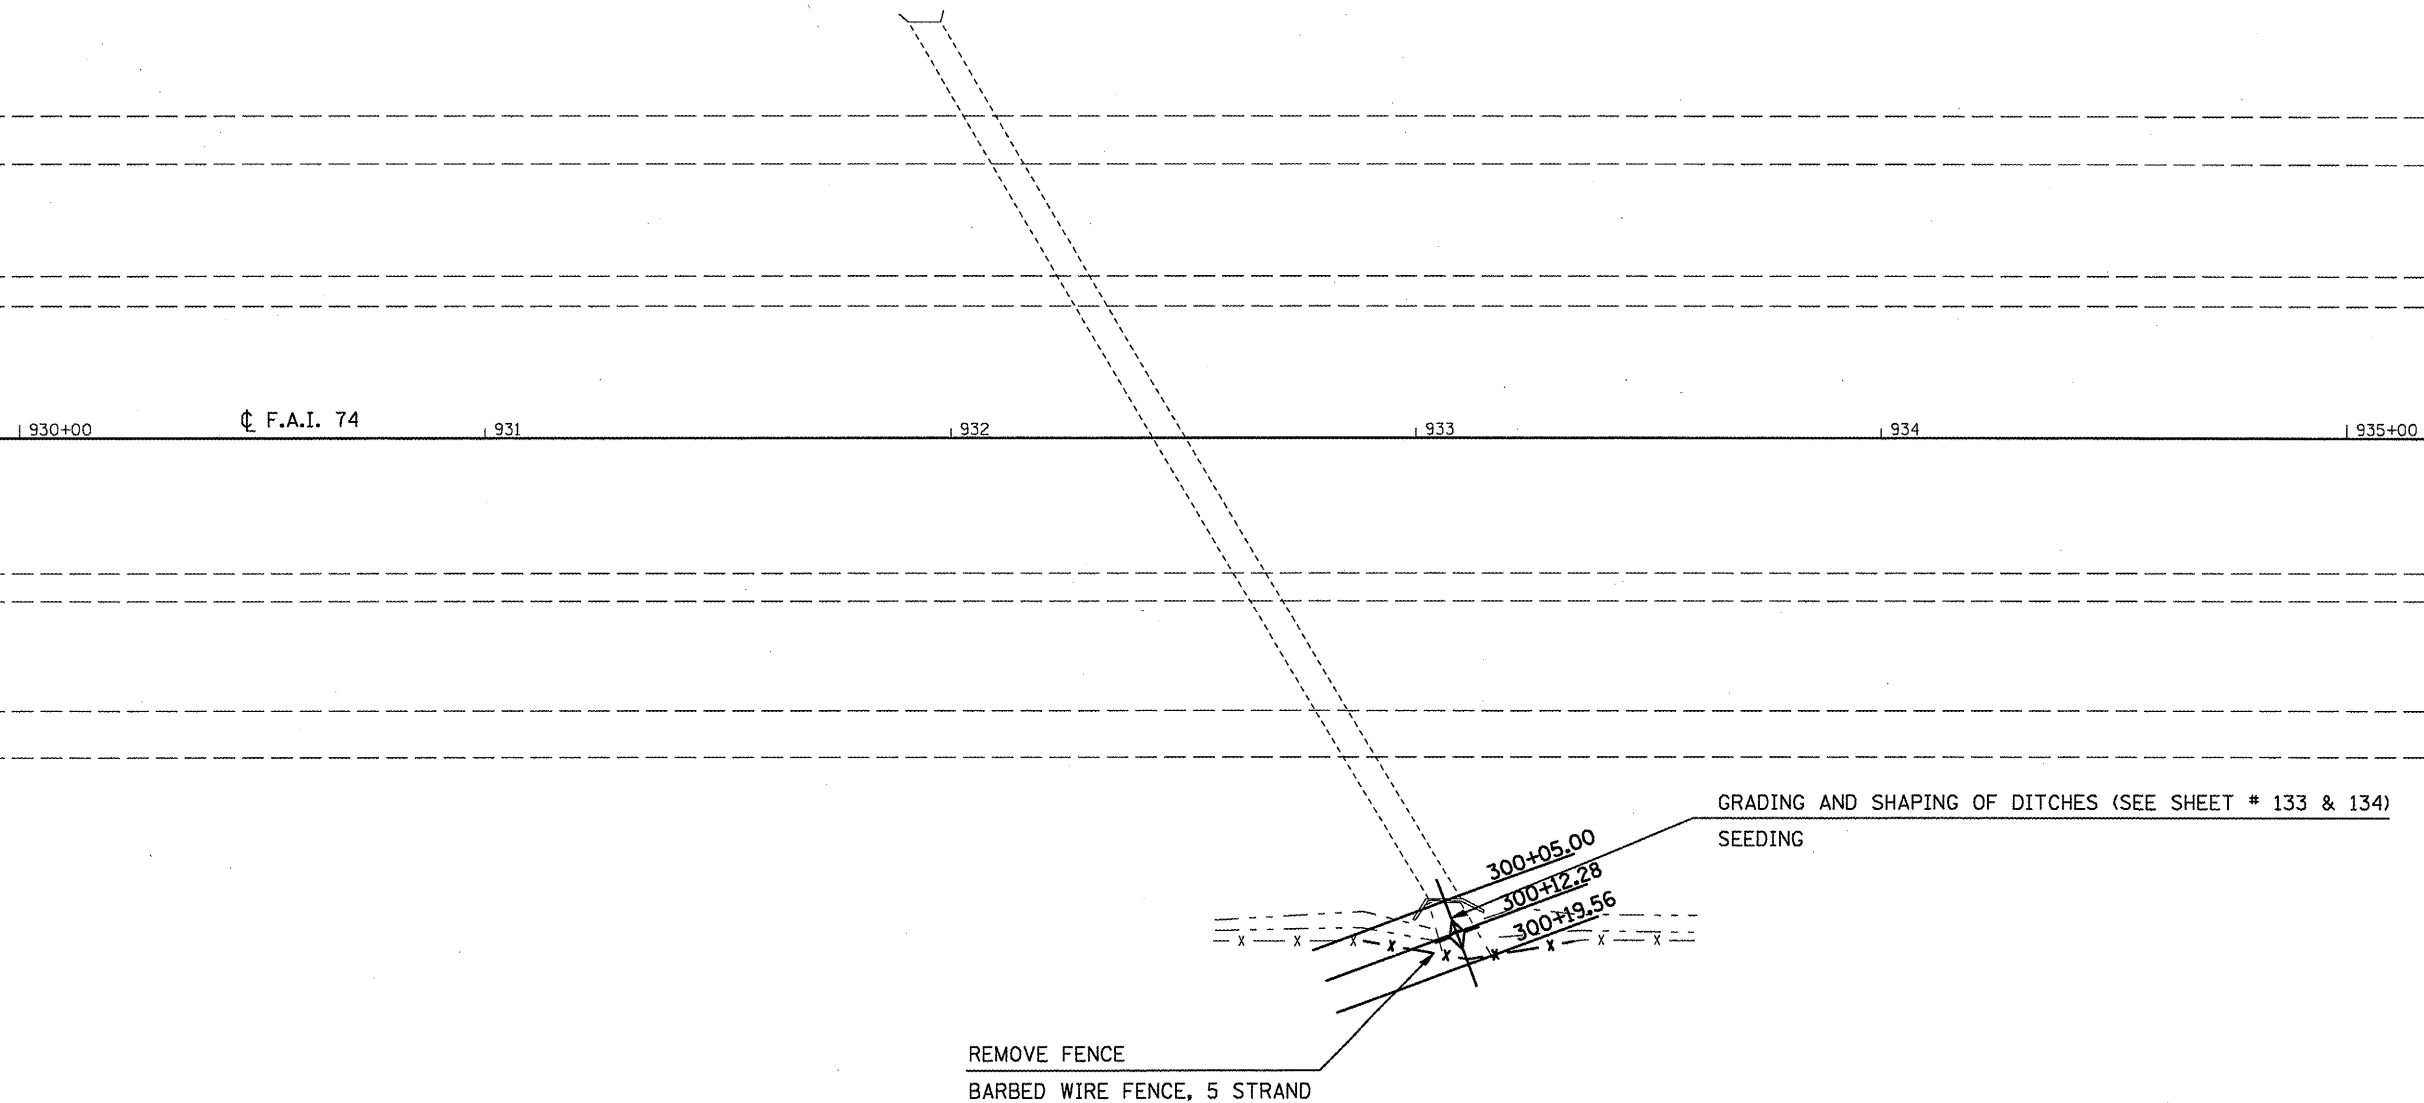 ℄ F.A.I. 74
930+00 931 932 933 934 935+00
GRADING AND SHAPING OF DITCHES (SEE SHEET # 133 & 134)
SEEDING
300+05.00
300+12.28
300+19.56
X X X X X X X X X
REMOVE FENCE
BARBED WIRE FENCE, 5 STRAND